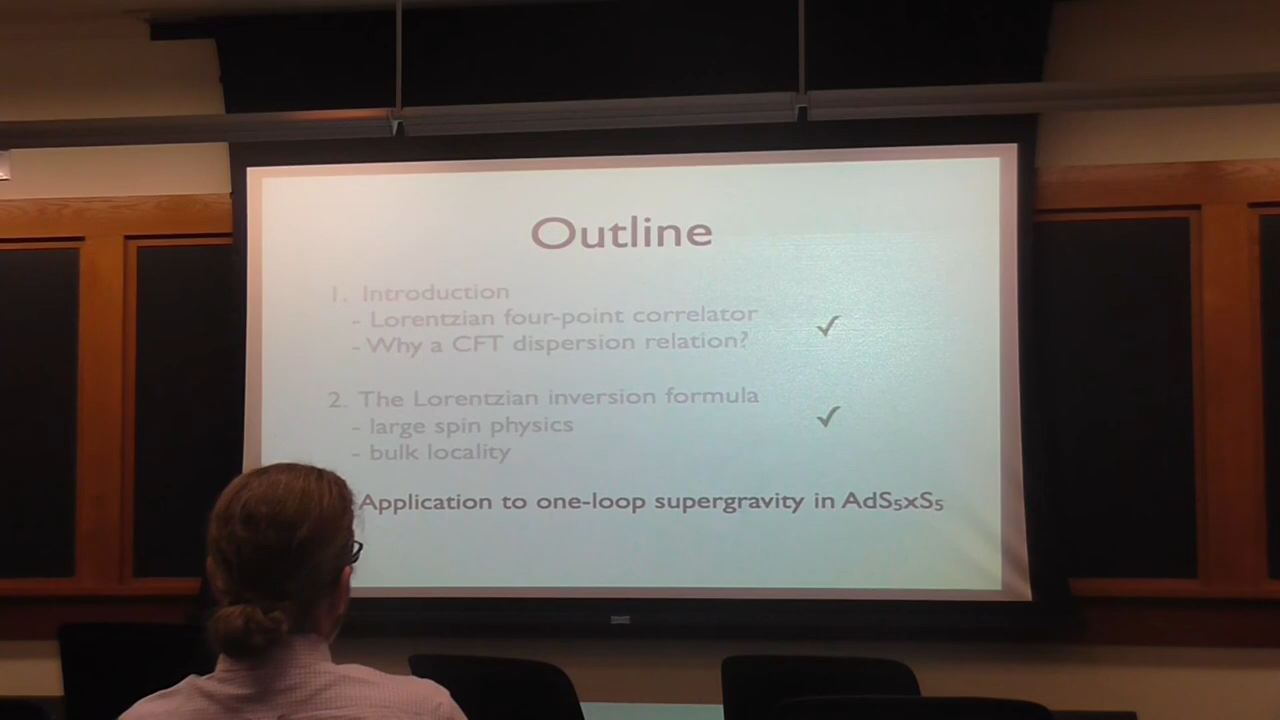 Outline
1. Introduction
- Lorentzian four-point correlator
- Why a CFT dispersion relation?
✓
2. The Lorentzian inversion formula
- large spin physics
✓
- bulk locality
Application to one-loop supergravity in AdS₅xS₅